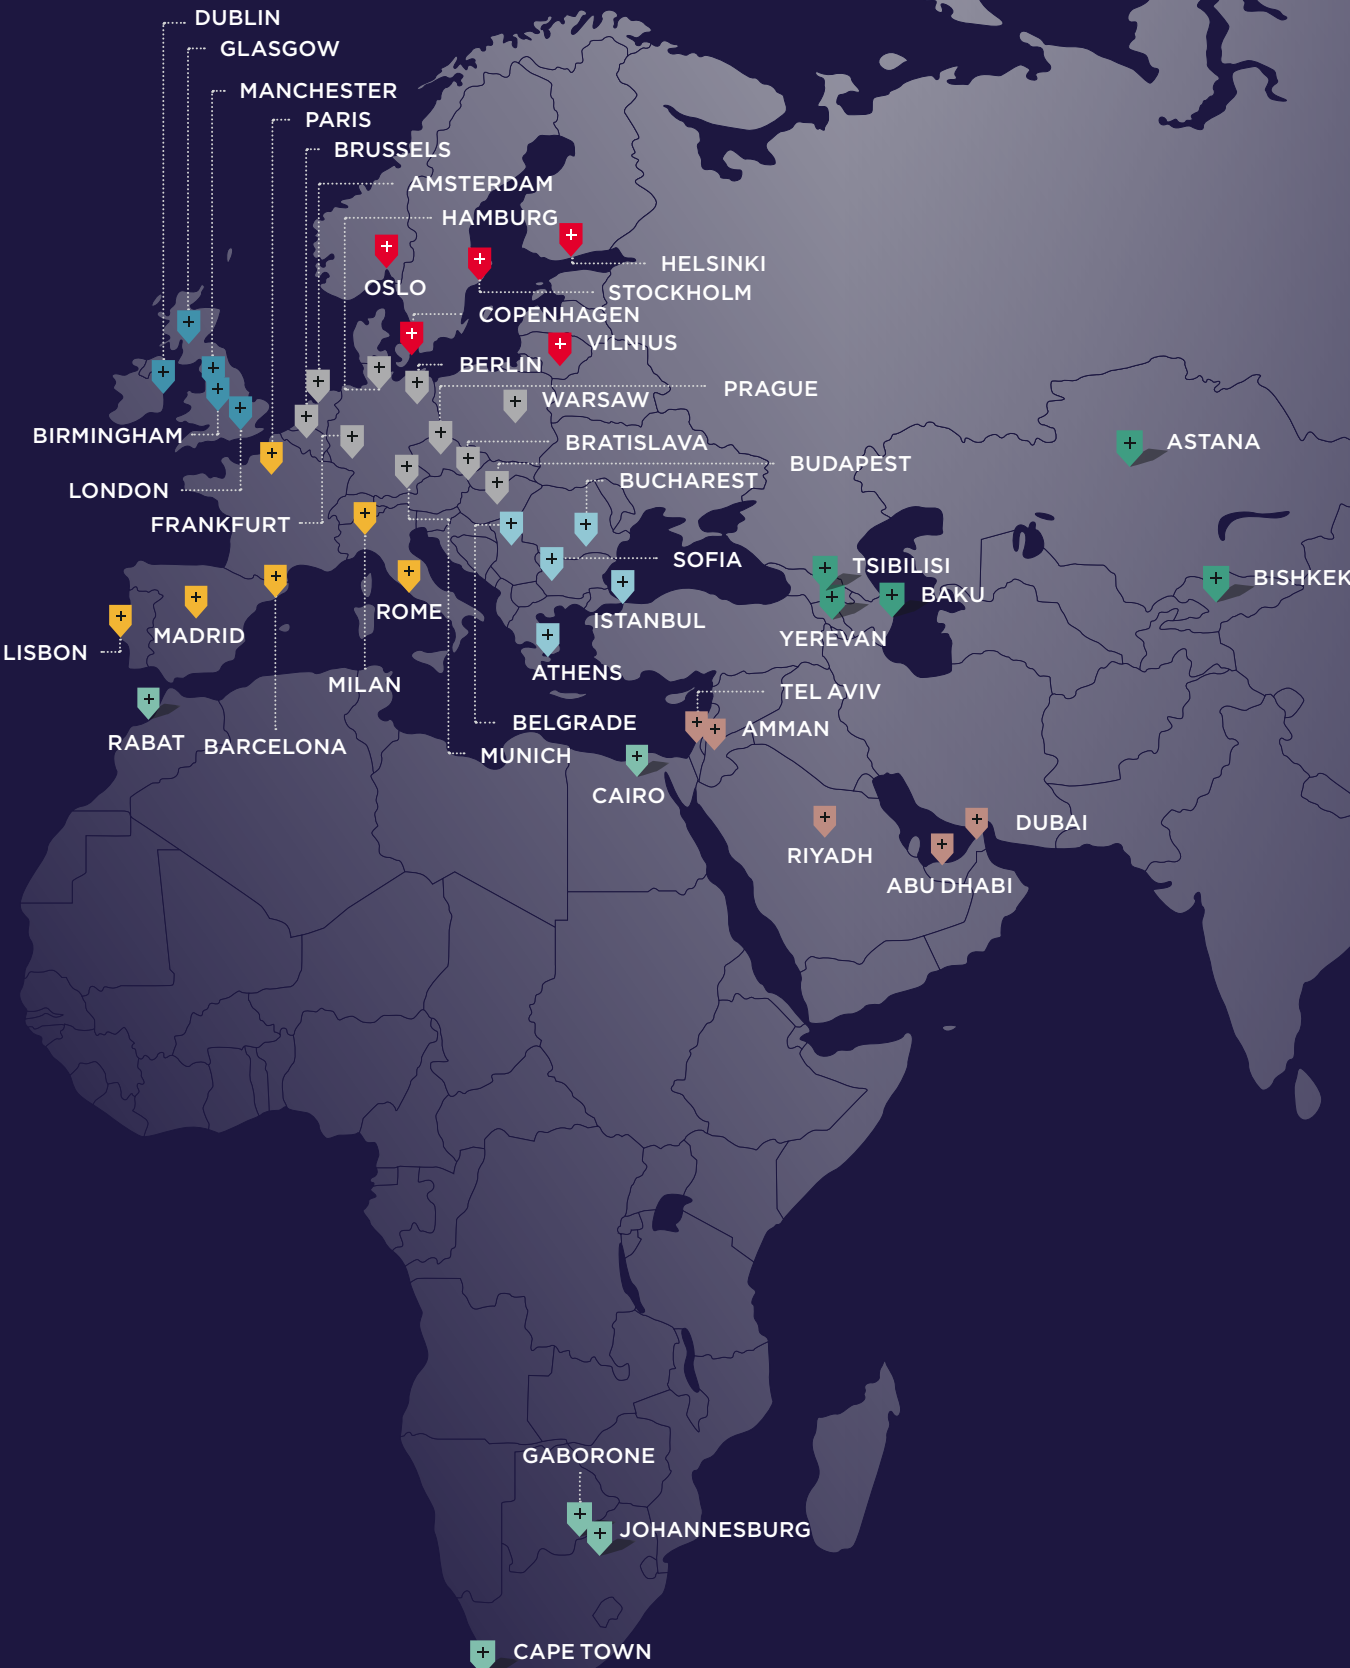 DUBLIN
GLASGOW
MANCHESTER
PARIS
BRUSSELS
AMSTERDAM
HAMBURG
HELSINKI
OSLO
STOCKHOLM
COPENHAGEN
VILNIUS
BERLIN
PRAGUE
WARSAW
BIRMINGHAM
BRATISLAVA
ASTANA
BUDAPEST
BUCHAREST
LONDON
FRANKFURT
SOFIA
TSIBILISI
BISHKEK
BAKU
ROME
ISTANBUL
MADRID
YEREVAN
LISBON
ATHENS
MILAN
TEL AVIV
BELGRADE
AMMAN
RABAT
BARCELONA
MUNICH
CAIRO
DUBAI
RIYADH
ABU DHABI
GABORONE
JOHANNESBURG
CAPE TOWN